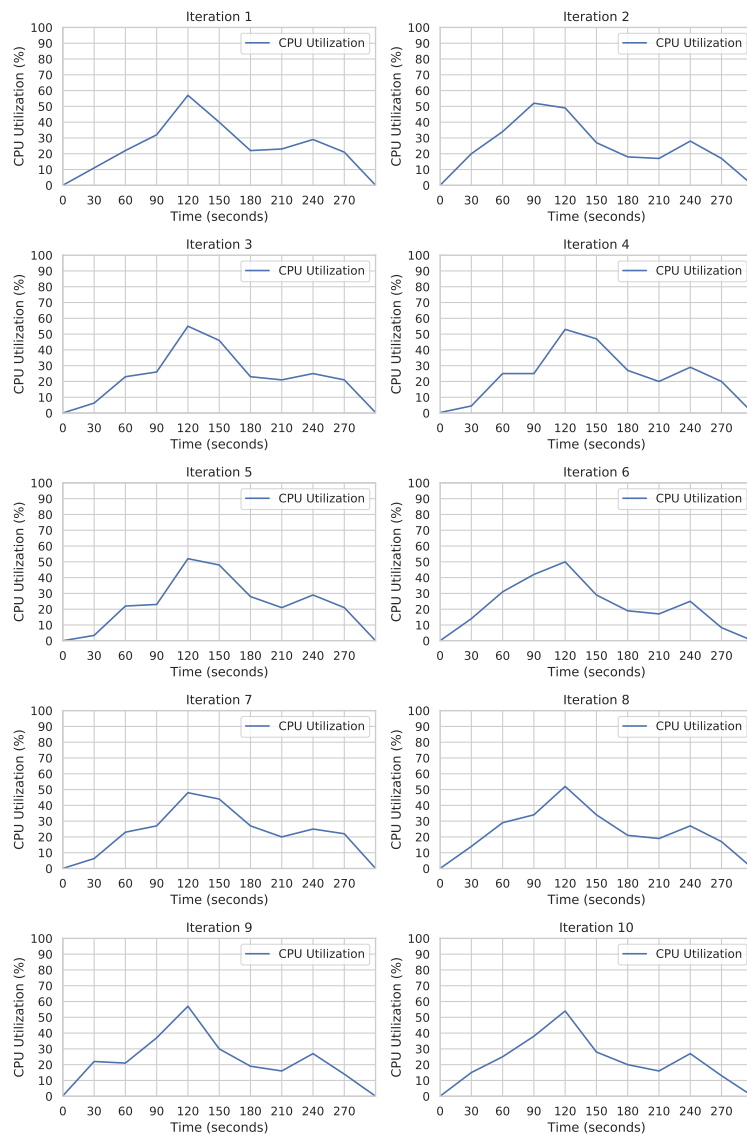 Iteration 1
CPU Utilization (%)
100
90
80
70
60
50
40
30
20
10
0
CPU Utilization
0 30 60 90 120 150 180 210 240 270
Time (seconds)
Iteration 2
CPU Utilization (%)
100
90
80
70
60
50
40
30
20
10
0
CPU Utilization
0 30 60 90 120 150 180 210 240 270
Time (seconds)
Iteration 3
CPU Utilization (%)
100
90
80
70
60
50
40
30
20
10
0
CPU Utilization
0 30 60 90 120 150 180 210 240 270
Time (seconds)
Iteration 4
CPU Utilization (%)
100
90
80
70
60
50
40
30
20
10
0
CPU Utilization
0 30 60 90 120 150 180 210 240 270
Time (seconds)
Iteration 5
CPU Utilization (%)
100
90
80
70
60
50
40
30
20
10
0
CPU Utilization
0 30 60 90 120 150 180 210 240 270
Time (seconds)
Iteration 6
CPU Utilization (%)
100
90
80
70
60
50
40
30
20
10
0
CPU Utilization
0 30 60 90 120 150 180 210 240 270
Time (seconds)
Iteration 7
CPU Utilization (%)
100
90
80
70
60
50
40
30
20
10
0
CPU Utilization
0 30 60 90 120 150 180 210 240 270
Time (seconds)
Iteration 8
CPU Utilization (%)
100
90
80
70
60
50
40
30
20
10
0
CPU Utilization
0 30 60 90 120 150 180 210 240 270
Time (seconds)
Iteration 9
CPU Utilization (%)
100
90
80
70
60
50
40
30
20
10
0
CPU Utilization
0 30 60 90 120 150 180 210 240 270
Time (seconds)
Iteration 10
CPU Utilization (%)
100
90
80
70
60
50
40
30
20
10
0
CPU Utilization
0 30 60 90 120 150 180 210 240 270
Time (seconds)